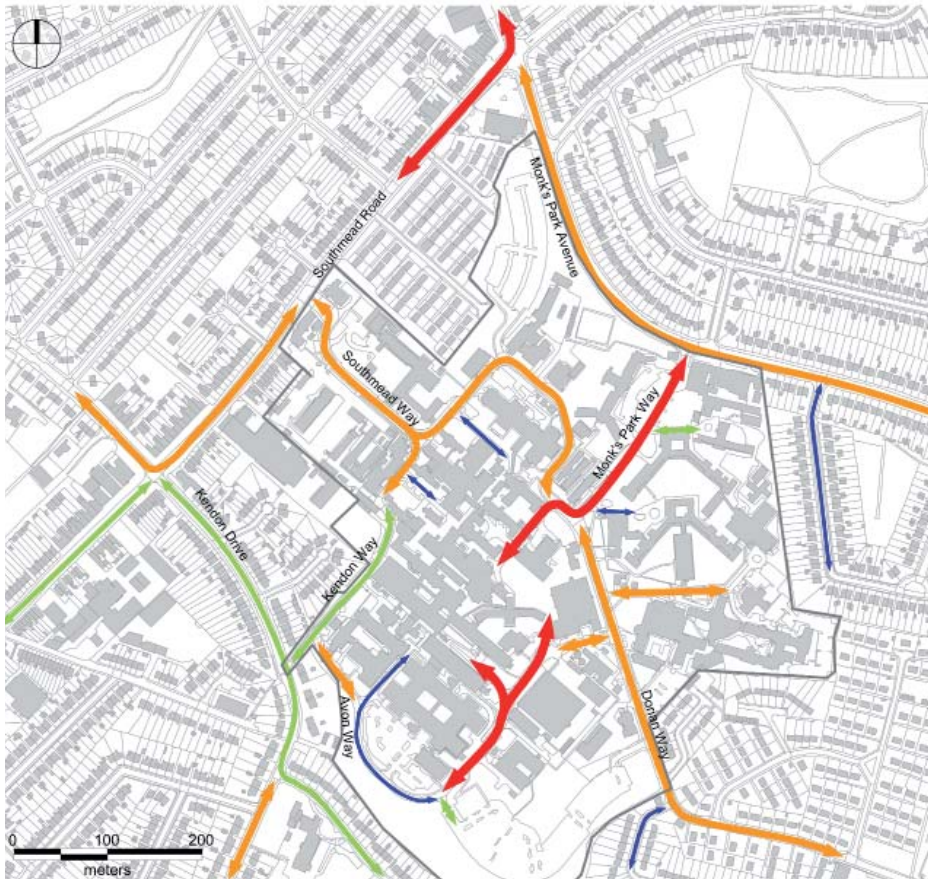 Monk's Park Avenue
Southmead Road
Southmead Way
Monk's Park Way
Kendon Drive
Kendon Way
Avon Way
Dorian Way
0 100 200
meters